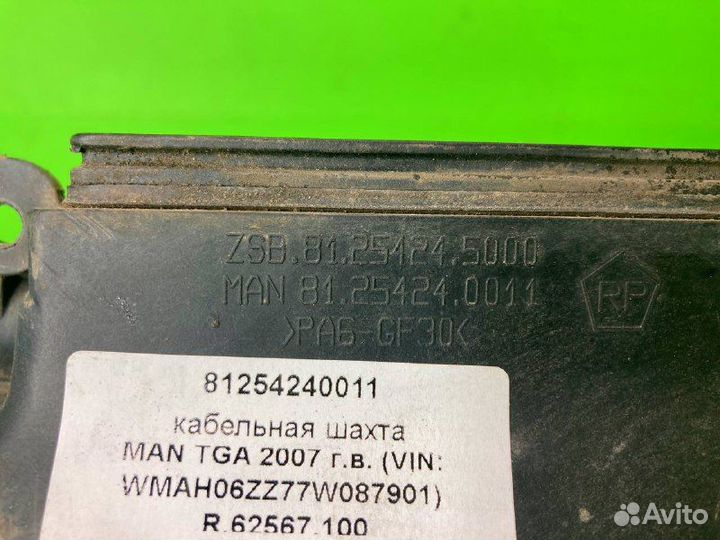 ZSB.81.25424.5000
MAN 81.25424.0011
RP
>PA6-GF30<
81254240011
кабельная шахта
MAN TGA 2007 г.в. (VIN:
WMAH06ZZ77W087901)
R.62567.100
Avito